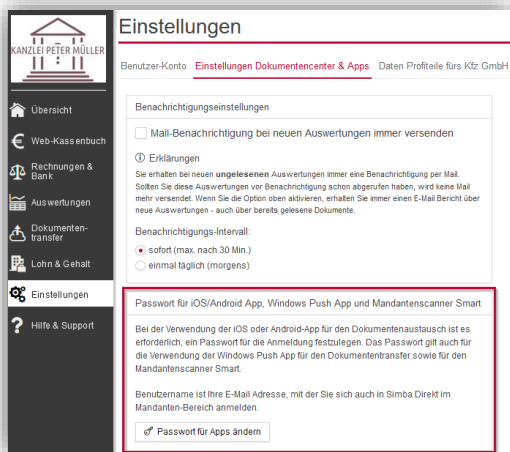 KANZLEI PETER MÜLLER
Einstellungen
Benutzer-Konto Einstellungen Dokumentencenter & Apps Daten Profiteile fürs Kfz GmbH
Übersicht
Web-Kassenbuch
Rechnungen &
Bank
Auswertungen
Dokumenten-
transfer
Lohn & Gehalt
Einstellungen
Hilfe & Support
Benachrichtigungseinstellungen
Mail-Benachrichtigung bei neuen Auswertungen immer versenden
Erklärungen
Sie erhalten bei neuen ungelesenen Auswertungen immer eine Benachrichtigung per Mail.
Sollten Sie diese Auswertungen vor Benachrichtigung schon abgerufen haben, wird keine Mail
mehr versendet. Wenn Sie die Option oben aktivieren, erhalten Sie immer einen E-Mail Bericht über
neue Auswertungen - auch über bereits gelesene Dokumente.
Benachrichtigungs-Intervall:
sofort (max. nach 30 Min.)
einmal täglich (morgens)
Passwort für iOS/Android App, Windows Push App und Mandantenscanner Smart
Bei der Verwendung der iOS oder Android-App für den Dokumentenaustausch ist es
erforderlich, ein Passwort für die Anmeldung festzulegen. Das Passwort gilt auch für
die Verwendung der Windows Push App für den Dokumententransfer sowie für den
Mandantenscanner Smart.
Benutzername ist Ihre E-Mail Adresse, mit der Sie sich auch in Simba Direkt im
Mandanten-Bereich anmelden.
Passwort für Apps ändern